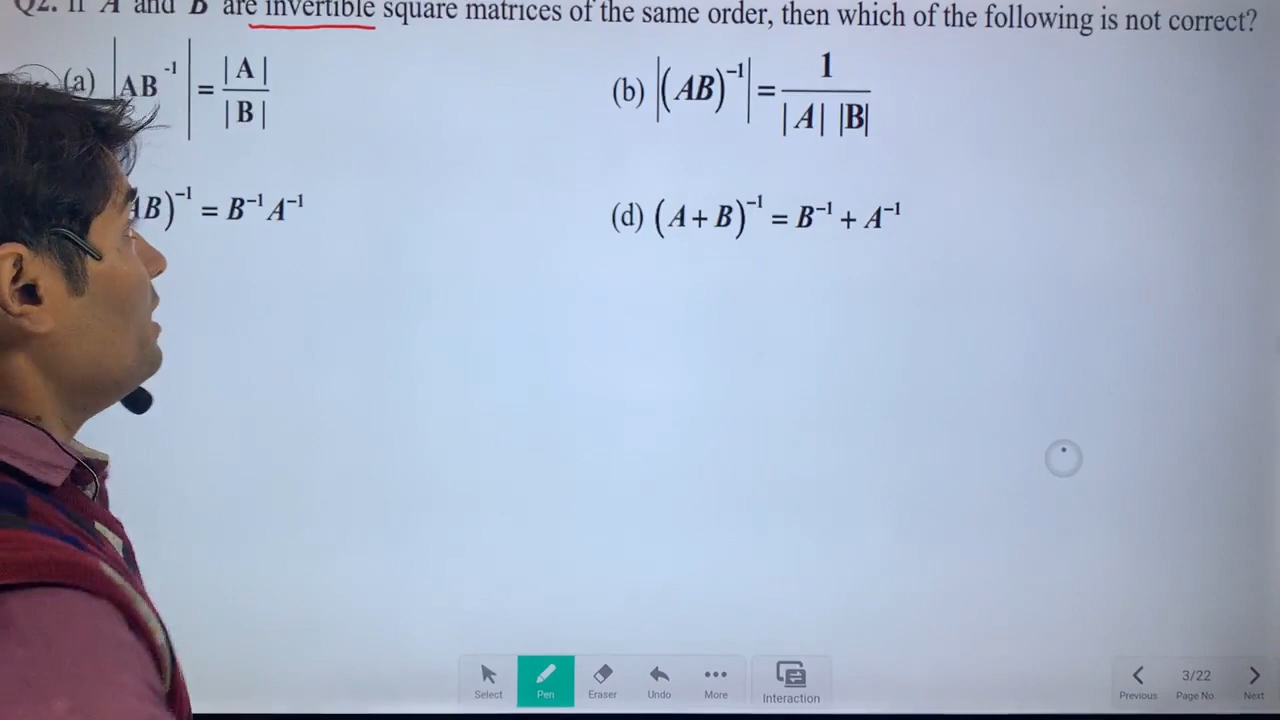 Q2. If A and B are invertible square matrices of the same order, then which of the following is not correct?
(a) |AB⁻¹| = |A| / |B|
(b) |(AB)⁻¹| = 1 / |A| |B|
B)⁻¹ = B⁻¹A⁻¹
(d) (A+B)⁻¹ = B⁻¹ + A⁻¹
Select Pen Eraser Undo More Interaction
Previous 3/22 Page No Next